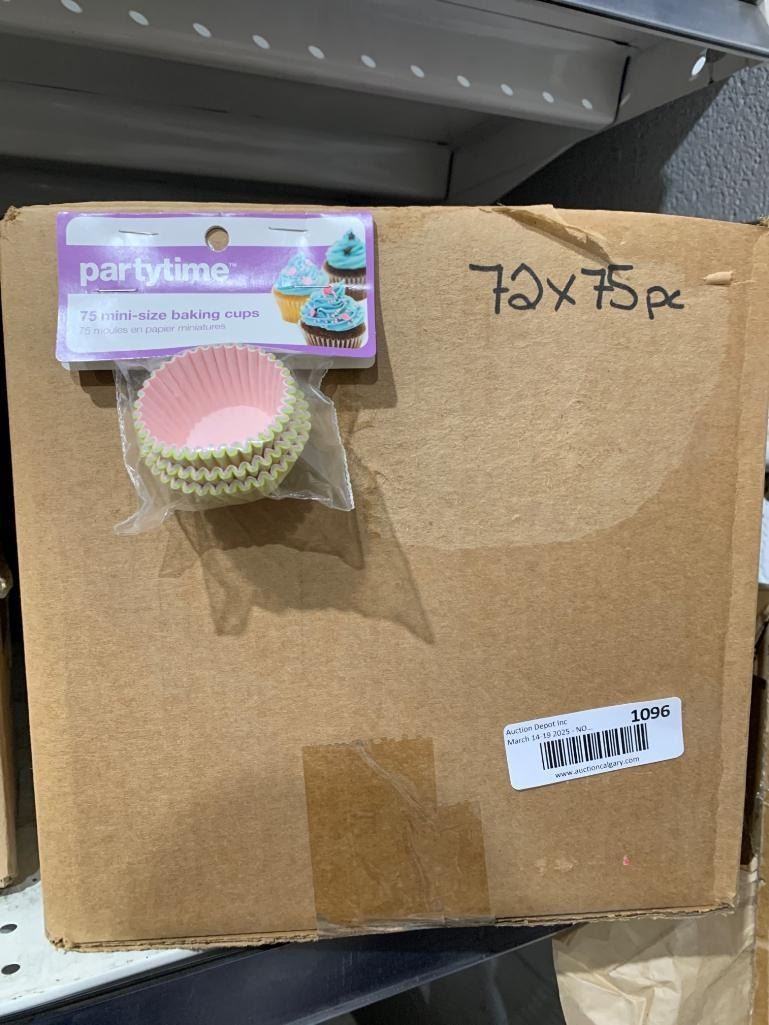 partytime™
75 mini-size baking cups
75 moules en papier miniatures
72x75pc
Auction Depot Inc
1096
March 14-19 2025 - NO...
www.auctioncalgary.com